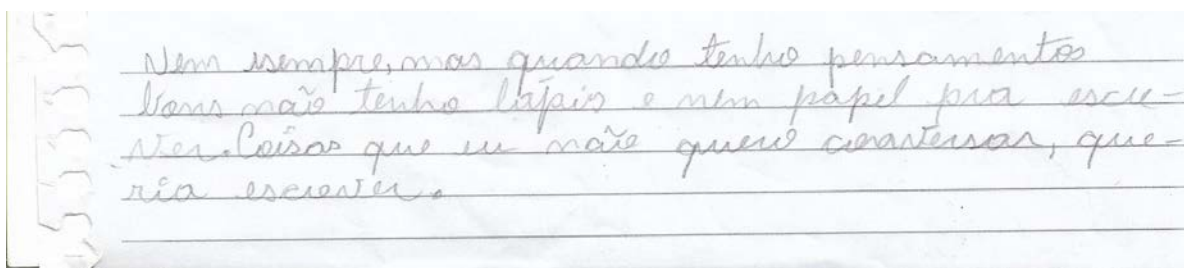 Nem sempre, mas quando tenho pensamentos
bons não tenho lápais e nem papel pra escre-
ver. Coisas que eu não quero conversar, que-
ria escrever.